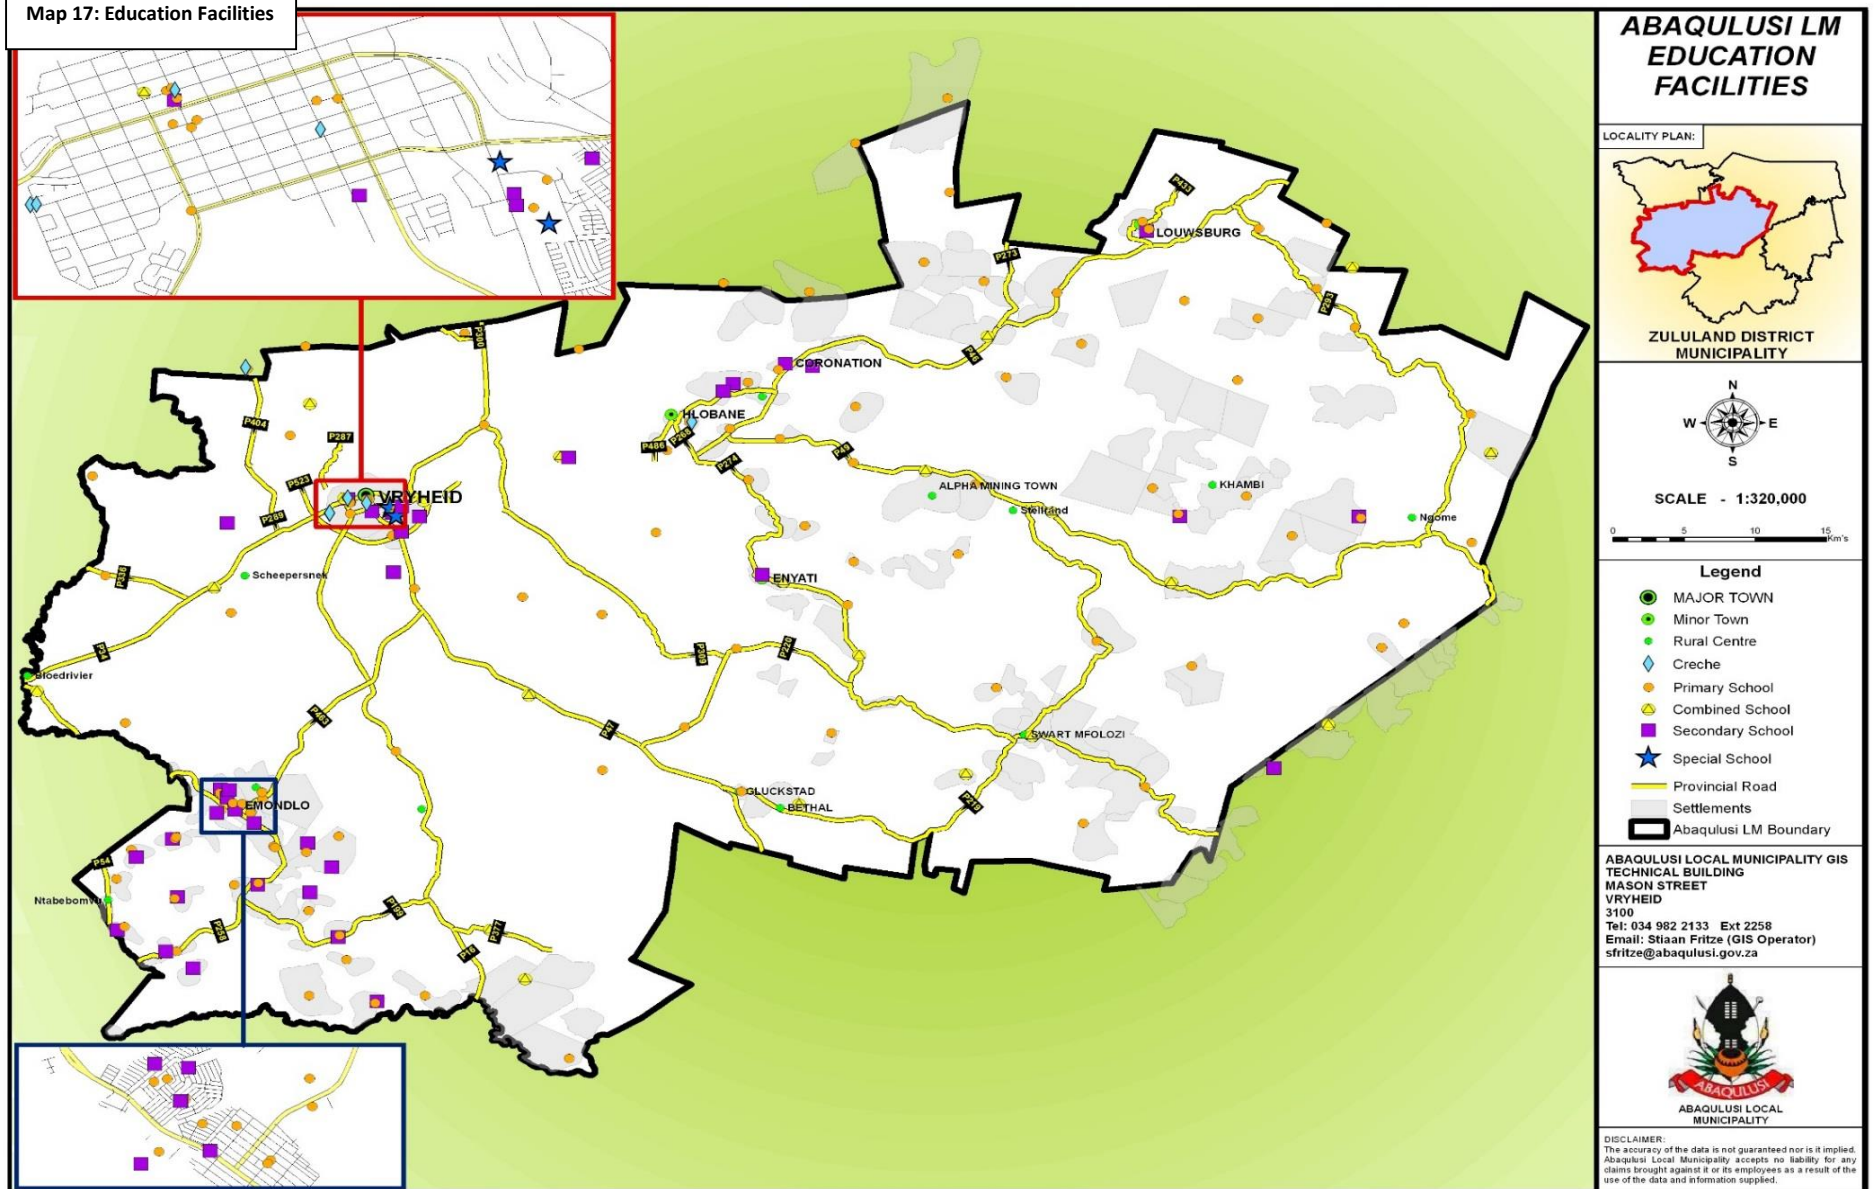 Map 17: Education Facilities
ABAQULUSI LM
EDUCATION
FACILITIES
LOCALITY PLAN:
ZULULAND DISTRICT
MUNICIPALITY
N
W
E
S
SCALE - 1:320,000
0 5 10 15
Km's
Legend
MAJOR TOWN
Minor Town
Rural Centre
Creche
Primary School
Combined School
Secondary School
Special School
Provincial Road
Settlements
Abaqulusi LM Boundary
ABAQULUSI LOCAL MUNICIPALITY GIS
TECHNICAL BUILDING
MASON STREET
VRYHEID
3100
Tel: 034 982 2133 Ext 2258
Email: Stiaan Fritze (GIS Operator)
sfritze@abaqulusi.gov.za
ABAQULUSI
ABAQULUSI LOCAL
MUNICIPALITY
DISCLAIMER:
The accuracy of the data is not guaranteed nor is it implied.
Abaqulusi Local Municipality accepts no liability for any
claims brought against it or its employees as a result of the
use of the data and information supplied.
P433
LOUWSBURG
P273
P293
P300
P46
CORONATION
HLOBANE
P404
P287
P486
P268
P274
P49
P523
VRYHEID
P289
ALPHA MINING TOWN
KHAMBI
Stellrand
Ngome
Scheepersnek
P336
ENYATI
P34
P309
P220
Bloedrivier
P463
P47
SWART MFOLOZI
EMONDLO
GLUCKSTAD
BETHAL
P219
P54
Ntabebomvu
P258
P199
P16
P377